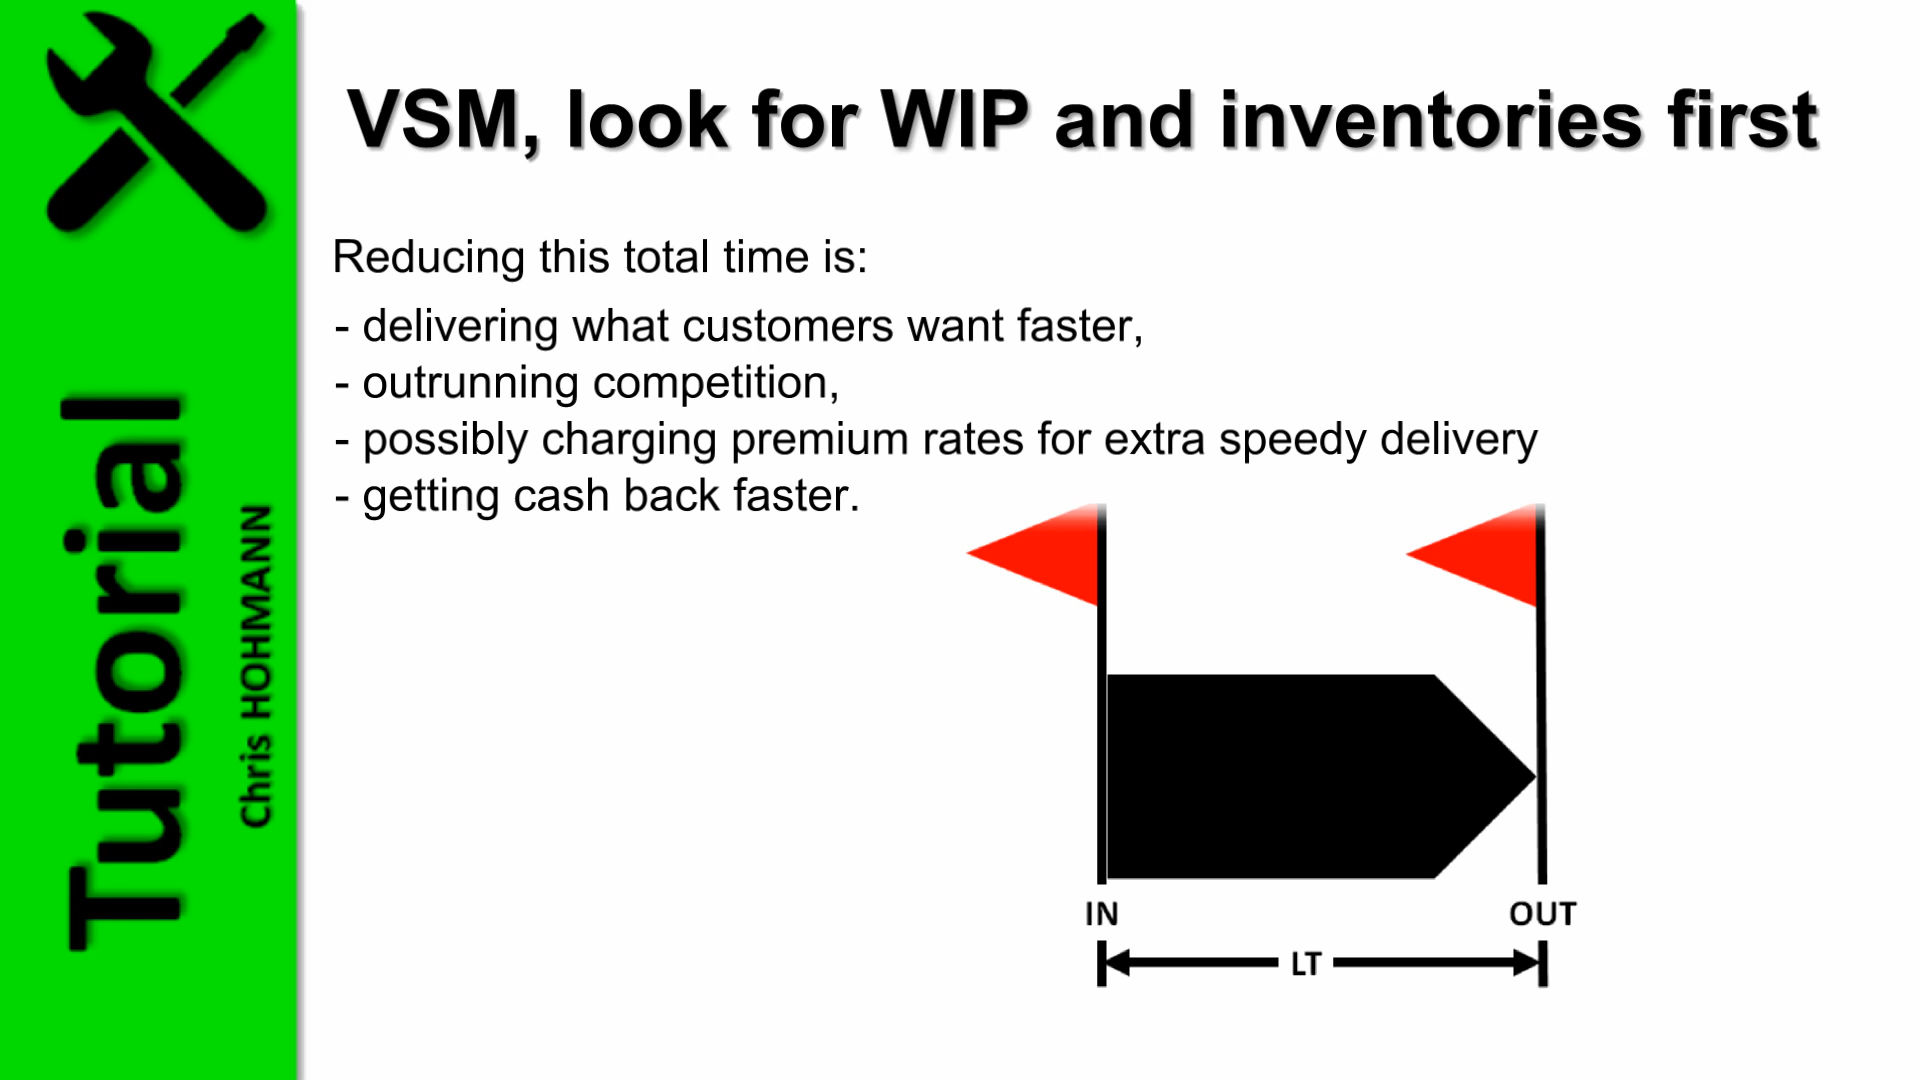 VSM, look for WIP and inventories first
Reducing this total time is:
- delivering what customers want faster,
- outrunning competition,
- possibly charging premium rates for extra speedy delivery
- getting cash back faster.
IN
OUT
LT
Tutorial
Chris HOHMANN